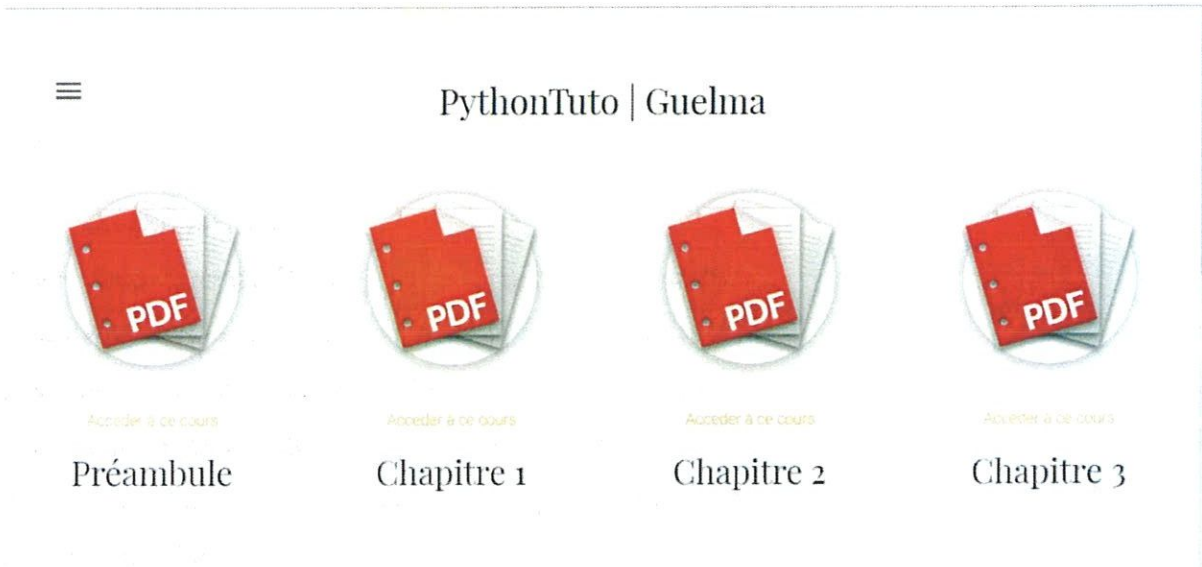 PythonTuto | Guelma
PDF PDF PDF PDF
Acceder à ce cours Acceder à ce cours Acceder à ce cours Acceder à ce cours
Préambule Chapitre 1 Chapitre 2 Chapitre 3